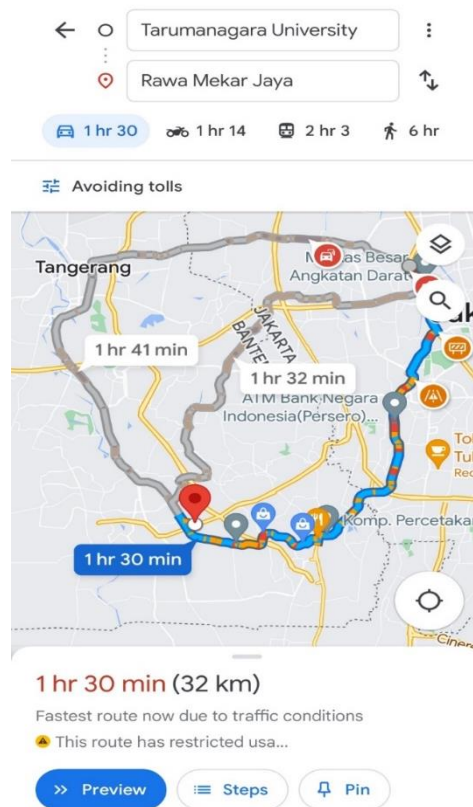 Tarumanagara University
Rawa Mekar Jaya
1 hr 30
1 hr 14
2 hr 3
6 hr
Avoiding tolls
Besar
Angkatan Darat
Tangerang
JAKARTA
BANTEN
1 hr 41 min
1 hr 32 min
ATM Bank Negara
Indonesia(Persero)...
Komp. Percetaka
1 hr 30 min
1 hr 30 min (32 km)
Fastest route now due to traffic conditions
This route has restricted usa...
Preview
Steps
Pin